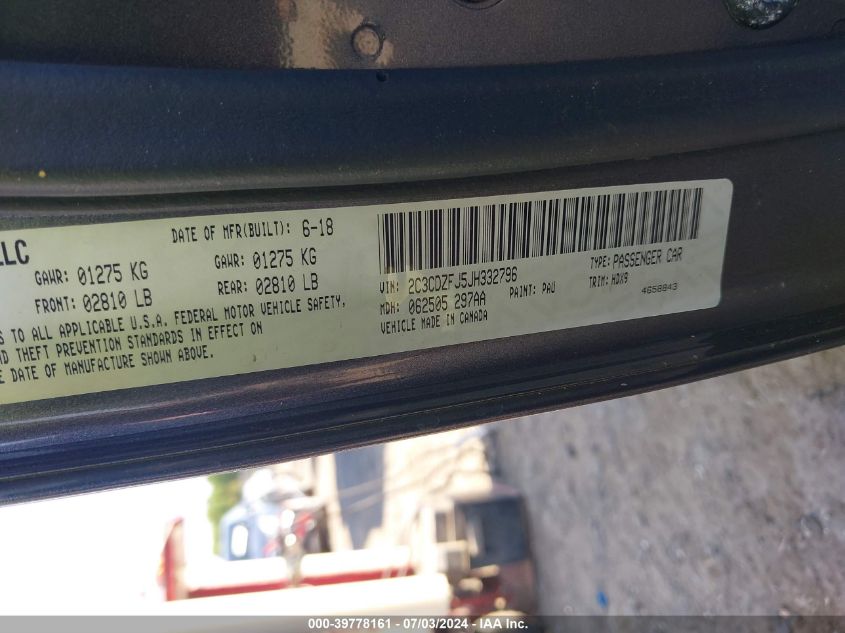 LLC
DATE OF MFR(BUILT): 6-18
GAWR: 01275 KG GAWR: 01275 KG
FRONT: 02810 LB REAR: 02810 LB
S TO ALL APPLICABLE U.S.A. FEDERAL MOTOR VEHICLE SAFETY,
ND THEFT PREVENTION STANDARDS IN EFFECT ON
E DATE OF MANUFACTURE SHOWN ABOVE.
VIN: 2C3CDZFJ5JH332796 TYPE: PASSENGER CAR
MDH: 062505 297AA PAINT: PAU TRIM: HDX9
VEHICLE MADE IN CANADA 4658843
000-39778161 - 07/03/2024 - IAA Inc.